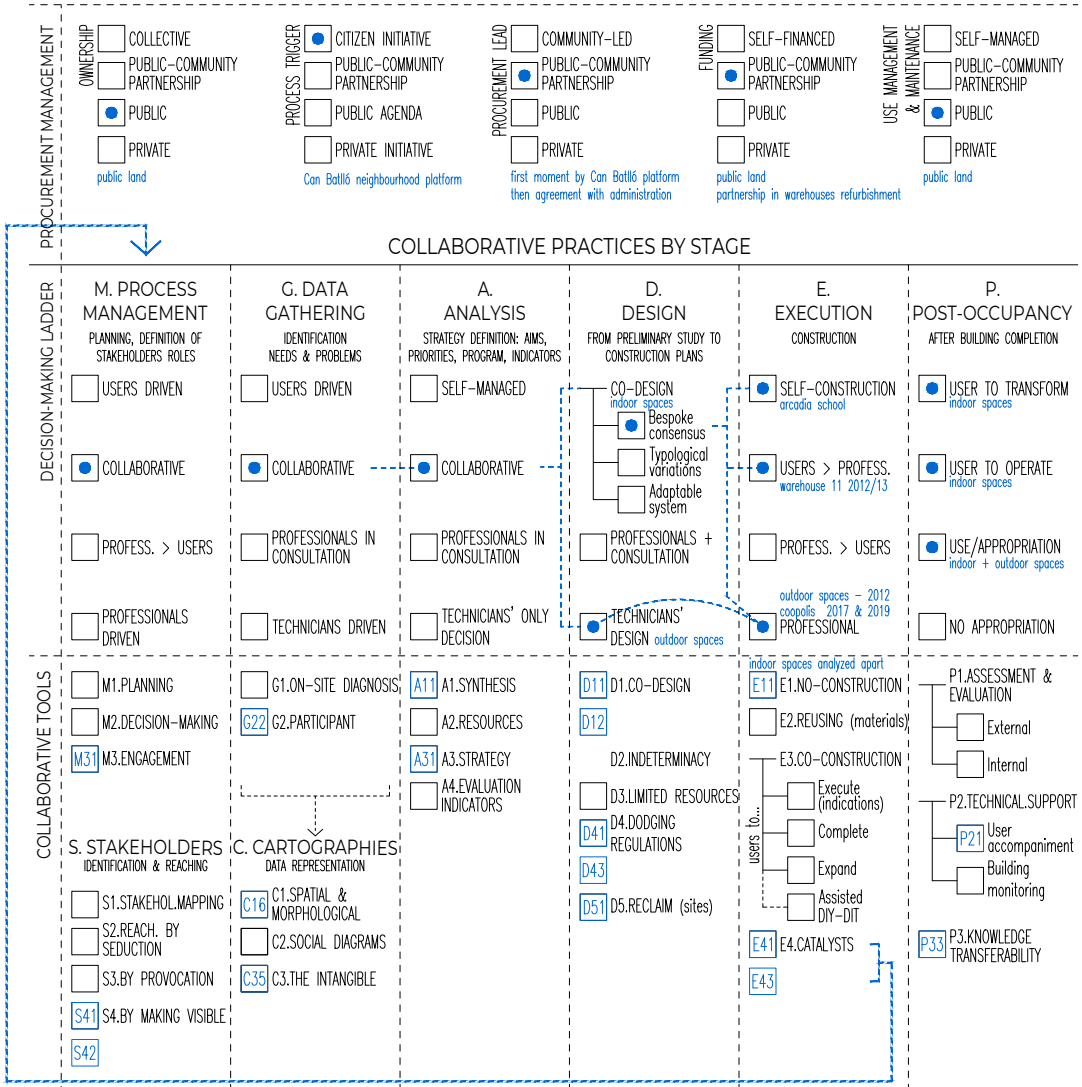 PROCUREMENT MANAGEMENT
OWNERSHIP
COLLECTIVE
PUBLIC-COMMUNITY
PARTNERSHIP
PUBLIC
PRIVATE
public land
PROCESS TRIGGER
CITIZEN INITIATIVE
PUBLIC-COMMUNITY
PARTNERSHIP
PUBLIC AGENDA
PRIVATE INITIATIVE
Can Batlló neighbourhood platform
PROCUREMENT LEAD
COMMUNITY-LED
PUBLIC-COMMUNITY
PARTNERSHIP
PUBLIC
PRIVATE
first moment by Can Batlló platform
then agreement with administration
FUNDING
SELF-FINANCED
PUBLIC-COMMUNITY
PARTNERSHIP
PUBLIC
PRIVATE
public land
partnership in warehouses refurbishment
USE MANAGEMENT
& MAINTENANCE
SELF-MANAGED
PUBLIC-COMMUNITY
PARTNERSHIP
PUBLIC
PRIVATE
public land
COLLABORATIVE PRACTICES BY STAGE
DECISION-MAKING LADDER
M. PROCESS
MANAGEMENT
PLANNING, DEFINITION OF
STAKEHOLDERS ROLES
USERS DRIVEN
COLLABORATIVE
PROFESS. > USERS
PROFESSIONALS
DRIVEN
G. DATA
GATHERING
IDENTIFICATION
NEEDS & PROBLEMS
USERS DRIVEN
COLLABORATIVE
PROFESSIONALS IN
CONSULTATION
TECHNICIANS DRIVEN
A.
ANALYSIS
STRATEGY DEFINITION: AIMS,
PRIORITIES, PROGRAM, INDICATORS
SELF-MANAGED
COLLABORATIVE
PROFESSIONALS IN
CONSULTATION
TECHNICIANS' ONLY
DECISION
D.
DESIGN
FROM PRELIMINARY STUDY TO
CONSTRUCTION PLANS
CO-DESIGN
indoor spaces
Bespoke
consensus
Typological
variations
Adaptable
system
PROFESSIONALS +
CONSULTATION
TECHNICIANS'
DESIGN outdoor spaces
E.
EXECUTION
CONSTRUCTION
SELF-CONSTRUCTION
arcadia school
USERS > PROFESS.
warehouse 11 2012/13
PROFESS. > USERS
outdoor spaces - 2012
coopolis 2017 & 2019
PROFESSIONAL
P.
POST-OCCUPANCY
AFTER BUILDING COMPLETION
USER TO TRANSFORM
indoor spaces
USER TO OPERATE
indoor spaces
USE/APPROPRIATION
indoor + outdoor spaces
NO APPROPRIATION
COLLABORATIVE TOOLS
M1.PLANNING
M2.DECISION-MAKING
M31 M3.ENGAGEMENT
S. STAKEHOLDERS
IDENTIFICATION & REACHING
S1.STAKEHOL.MAPPING
S2.REACH. BY
SEDUCTION
S3.BY PROVOCATION
S41 S4.BY MAKING VISIBLE
S42
G1.ON-SITE DIAGNOSIS
G22 G2.PARTICIPANT
C. CARTOGRAPHIES
DATA REPRESENTATION
C16 C1.SPATIAL &
MORPHOLOGICAL
C2.SOCIAL DIAGRAMS
C35 C3.THE INTANGIBLE
A11 A1.SYNTHESIS
A2.RESOURCES
A31 A3.STRATEGY
A4.EVALUATION
INDICATORS
D11 D1.CO-DESIGN
D12
D2.INDETERMINACY
D3.LIMITED RESOURCES
D41 D4.DODGING
REGULATIONS
D43
D51 D5.RECLAIM (sites)
indoor spaces analyzed apart
E11 E1.NO-CONSTRUCTION
E2.REUSING (materials)
E3.CO-CONSTRUCTION
users to...
Execute
(indications)
Complete
Expand
Assisted
DIY-DIT
E41 E4.CATALYSTS
E43
P1.ASSESSMENT &
EVALUATION
External
Internal
P2.TECHNICAL.SUPPORT
P21 User
accompaniment
Building
monitoring
P33 P3.KNOWLEDGE
TRANSFERABILITY